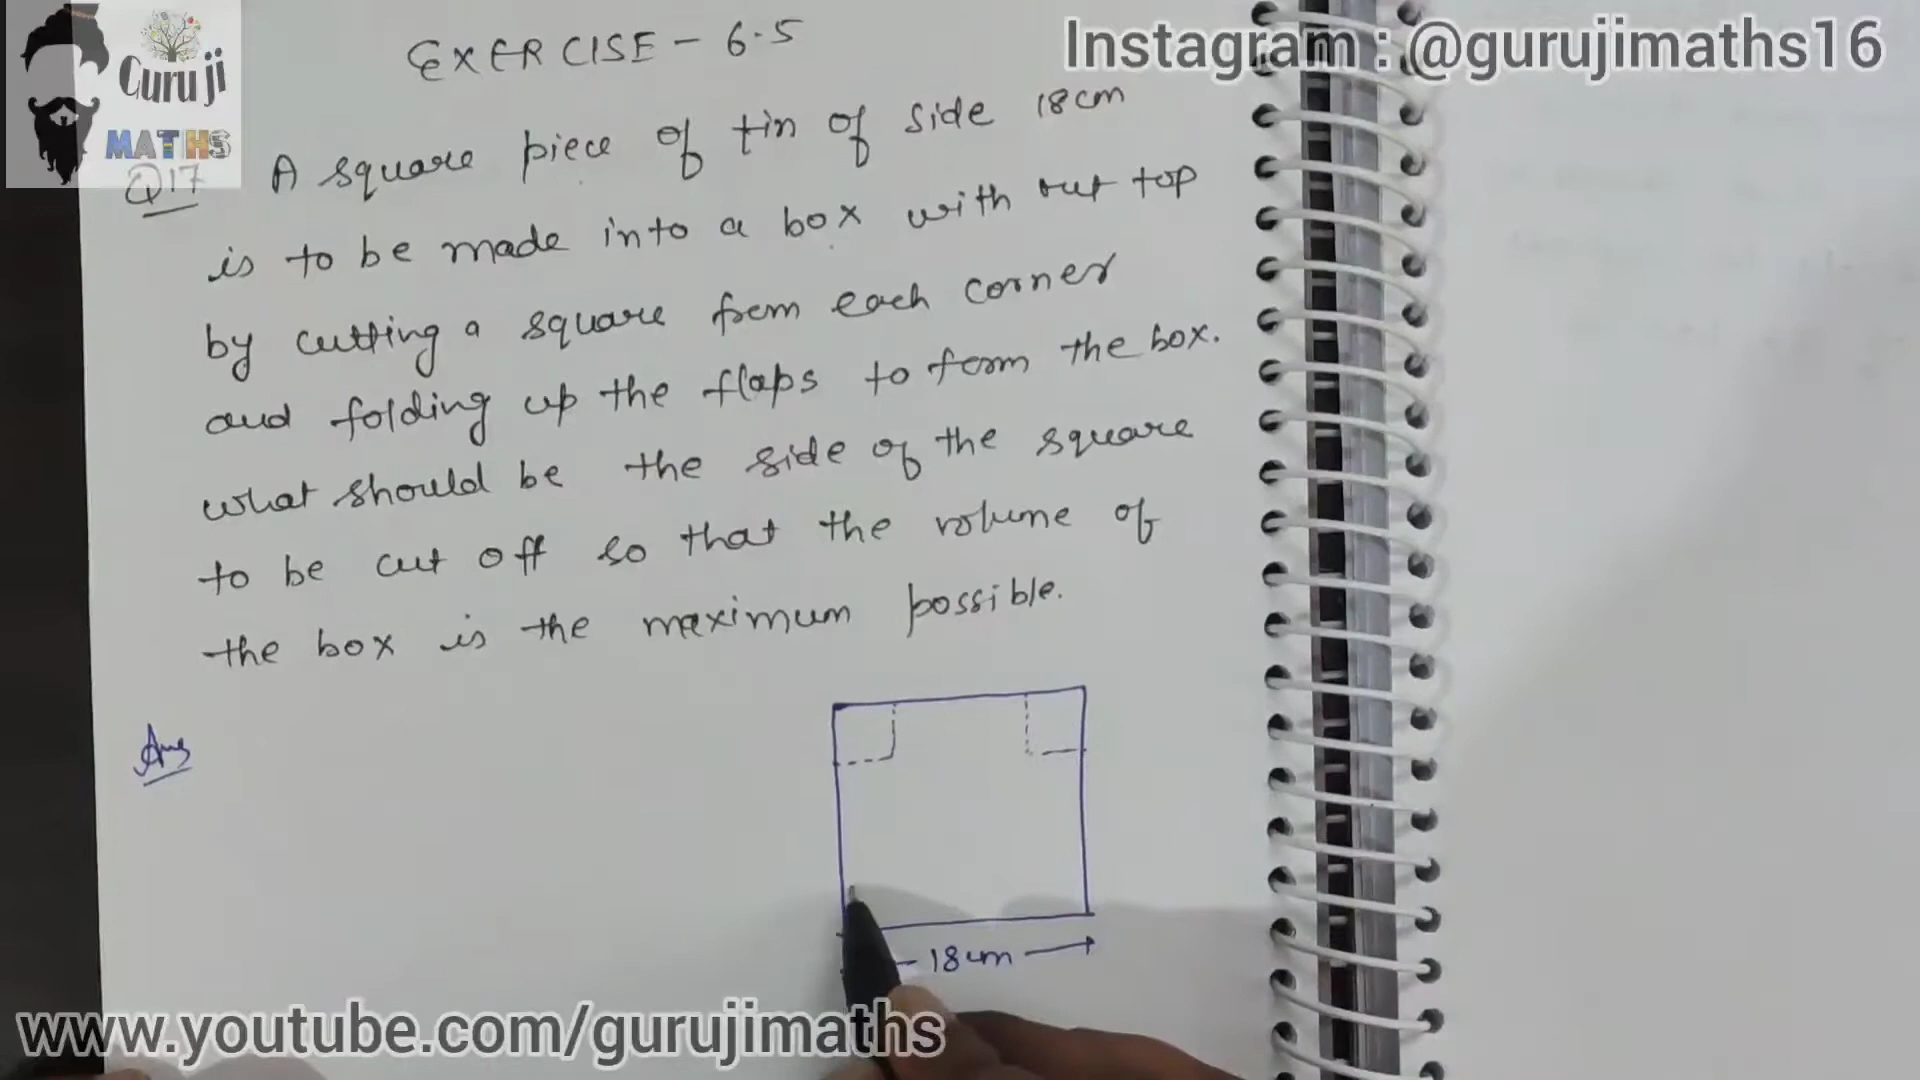 Guruji
MATHS
Instagram : @gurujimaths16
EXERCISE - 6.5
Q17 A square piece of tin of side 18cm
is to be made into a box with out top
by cutting a square from each corner
and folding up the flaps to form the box.
what should be the side of the square
to be cut off so that the volume of
the box is the maximum possible.
Ans
18cm
www.youtube.com/gurujimaths